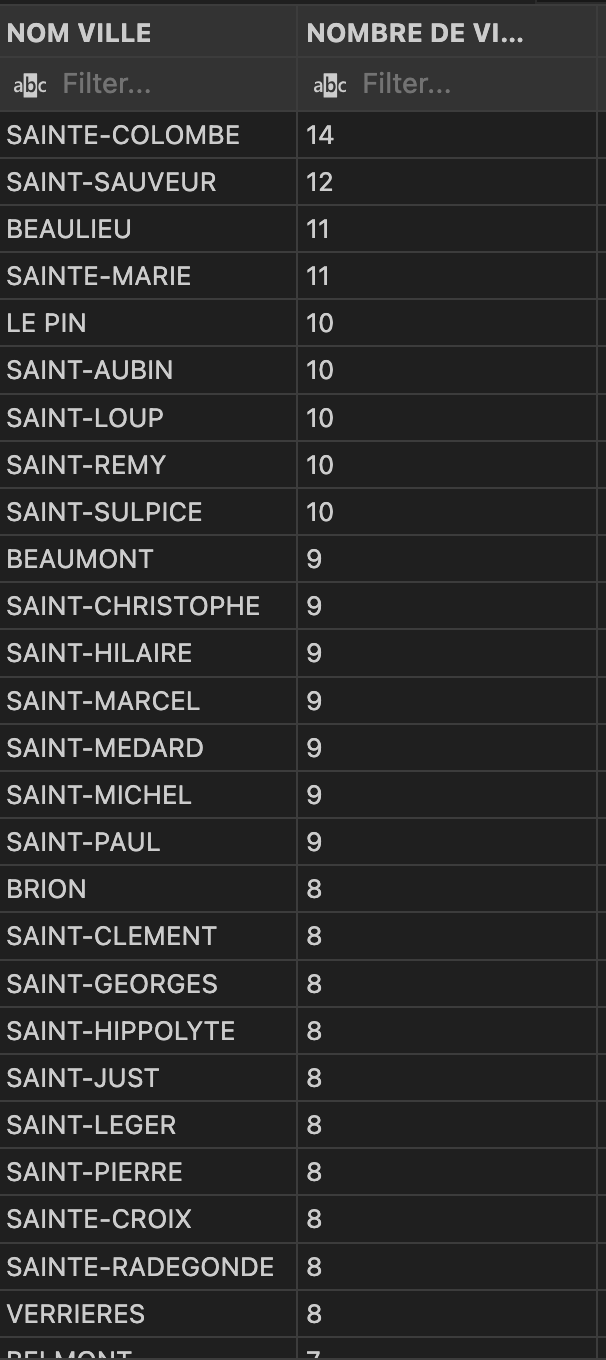 NOM VILLE NOMBRE DE VI...
abc Filter... abc Filter...
SAINTE-COLOMBE 14
SAINT-SAUVEUR 12
BEAULIEU 11
SAINTE-MARIE 11
LE PIN 10
SAINT-AUBIN 10
SAINT-LOUP 10
SAINT-REMY 10
SAINT-SULPICE 10
BEAUMONT 9
SAINT-CHRISTOPHE 9
SAINT-HILAIRE 9
SAINT-MARCEL 9
SAINT-MEDARD 9
SAINT-MICHEL 9
SAINT-PAUL 9
BRION 8
SAINT-CLEMENT 8
SAINT-GEORGES 8
SAINT-HIPPOLYTE 8
SAINT-JUST 8
SAINT-LEGER 8
SAINT-PIERRE 8
SAINTE-CROIX 8
SAINTE-RADEGONDE 8
VERRIERES 8
BELMONT 7